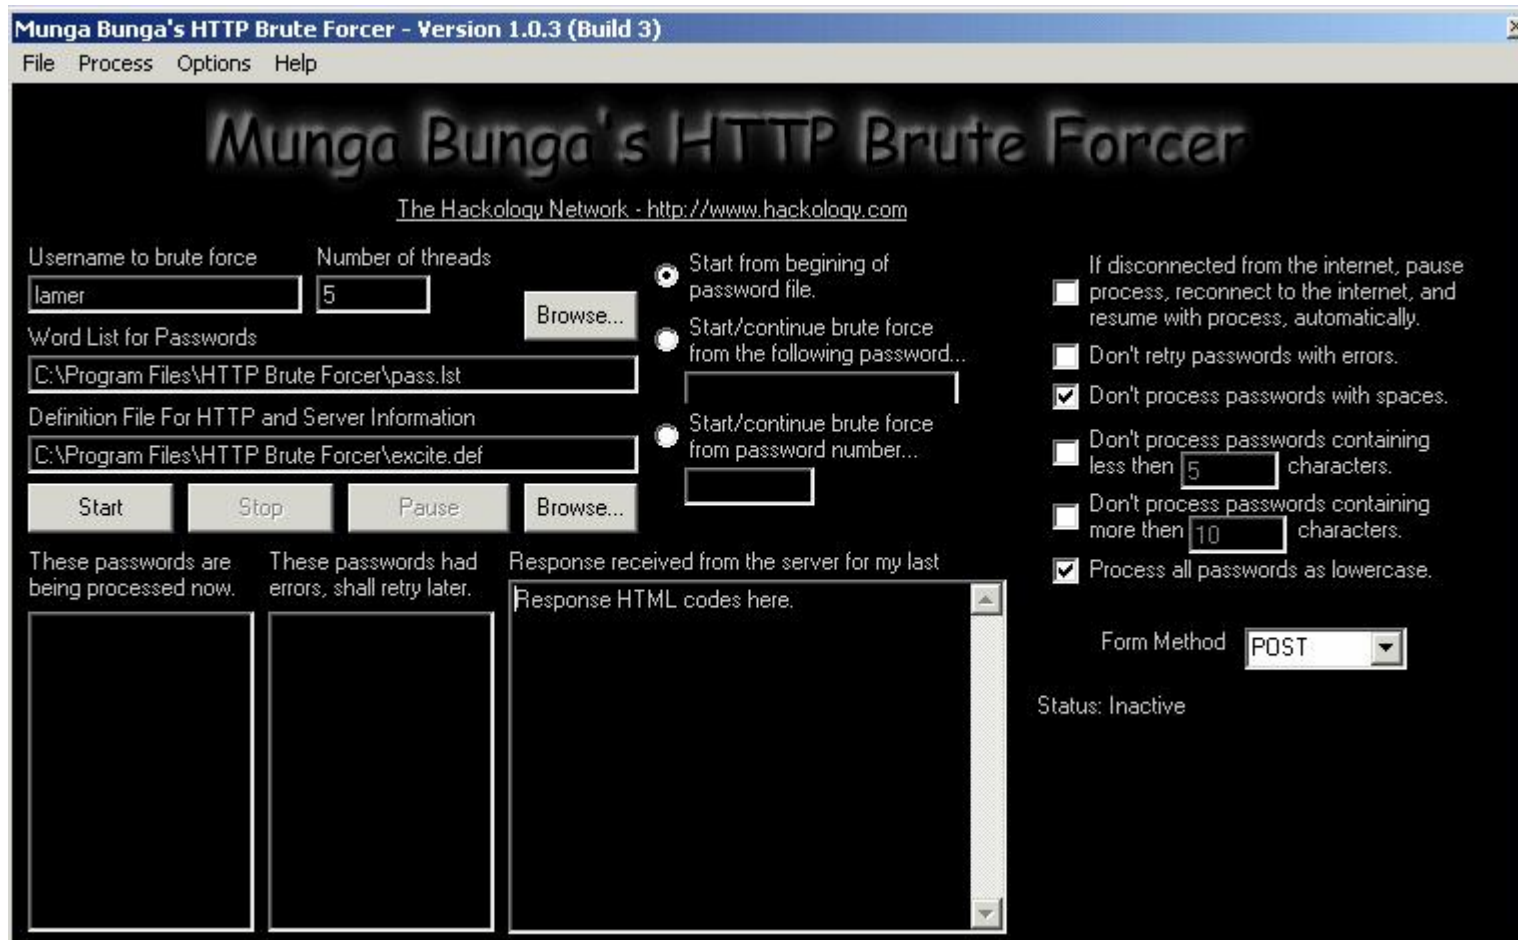 Munga Bunga's HTTP Brute Forcer - Version 1.0.3 (Build 3)
File Process Options Help
Munga Bunga's HTTP Brute Forcer
The Hackology Network - http://www.hackology.com
Username to brute force
lamer
Number of threads
5
Browse...
Word List for Passwords
C:\Program Files\HTTP Brute Forcer\pass.lst
Definition File For HTTP and Server Information
C:\Program Files\HTTP Brute Forcer\excite.def
Start
Stop
Pause
Browse...
Start from begining of
password file.
Start/continue brute force
from the following password...
Start/continue brute force
from password number...
If disconnected from the internet, pause
process, reconnect to the internet, and
resume with process, automatically.
Don't retry passwords with errors.
Don't process passwords with spaces.
Don't process passwords containing
less then 5 characters.
Don't process passwords containing
more then 10 characters.
Process all passwords as lowercase.
Form Method POST
Status: Inactive
These passwords are
being processed now.
These passwords had
errors, shall retry later.
Response received from the server for my last
Response HTML codes here.